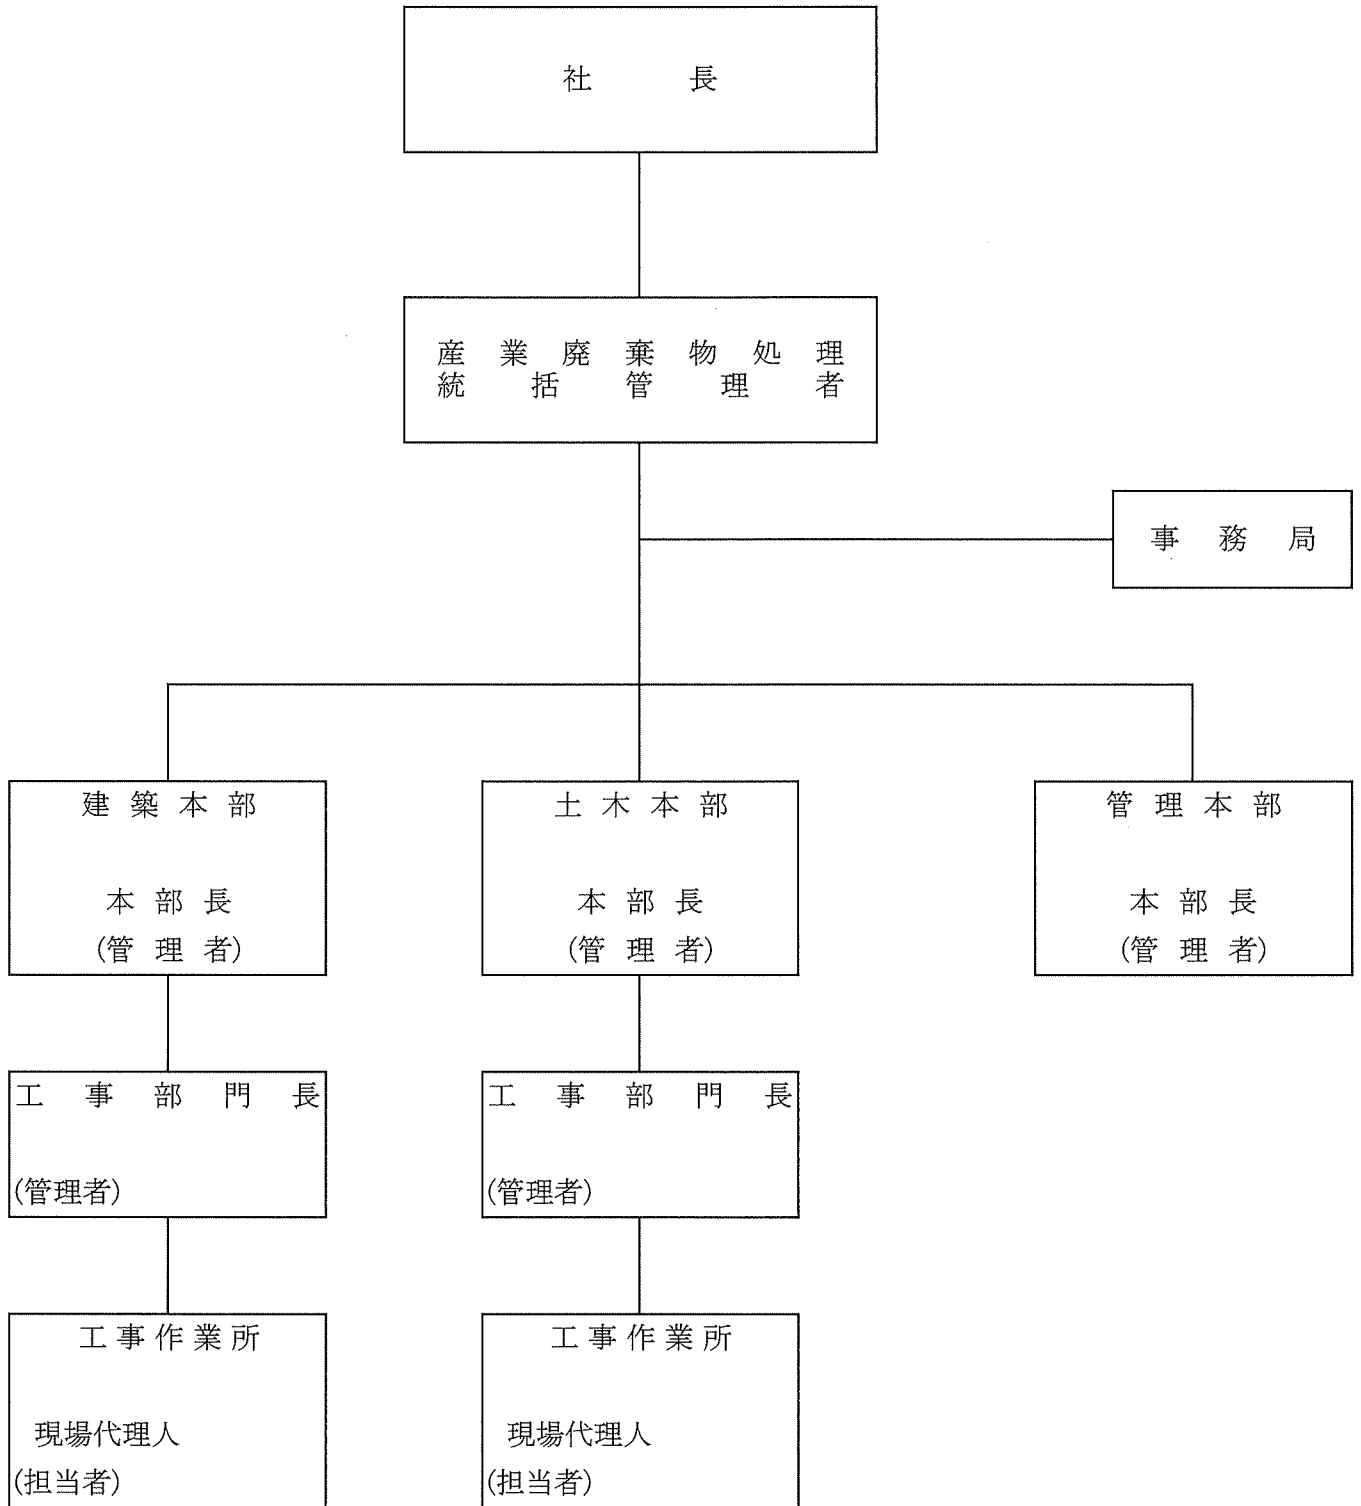 社長
産業廃棄物処理
統括管理者
事務局
建築本部
本部長
(管理者)
土木本部
本部長
(管理者)
管理本部
本部長
(管理者)
工事部門長
(管理者)
工事部門長
(管理者)
工事作業所
現場代理人
(担当者)
工事作業所
現場代理人
(担当者)